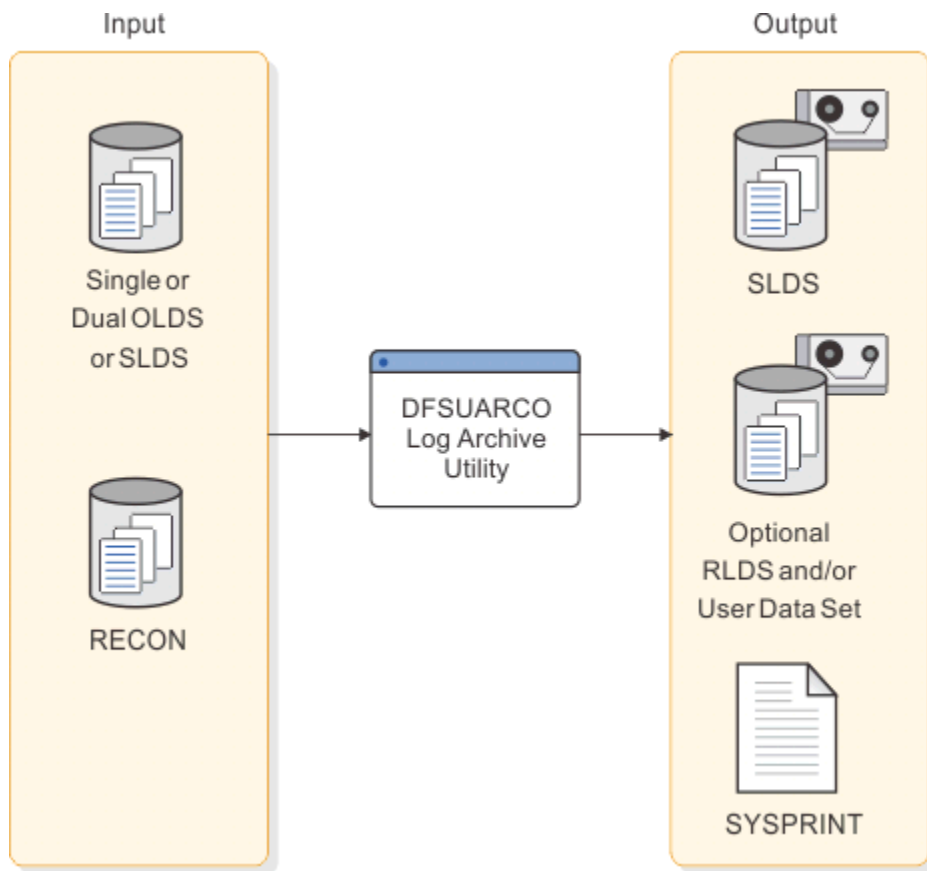 Input
Single or
Dual OLDS
or SLDS
RECON
DFSUARCO
Log Archive
Utility
Output
SLDS
Optional
RLDS and/or
User Data Set
SYSPRINT